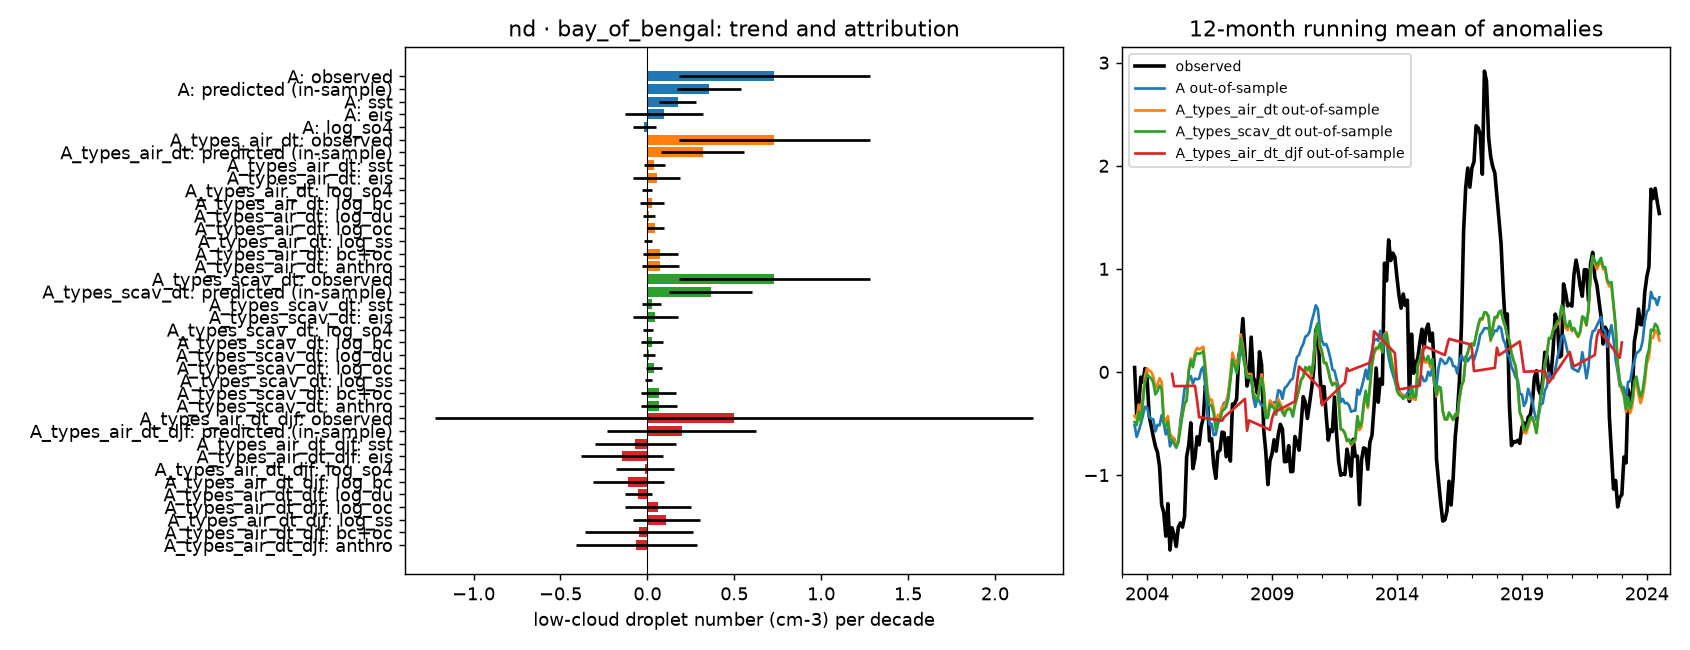 nd · bay_of_bengal: trend and attribution
A: observed
A: predicted (in-sample)
A: sst
A: eis
A: log_so4
A_types_air_dt: observed
A_types_air_dt: predicted (in-sample)
A_types_air_dt: sst
A_types_air_dt: eis
A_types_air_dt: log_so4
A_types_air_dt: log_bc
A_types_air_dt: log_du
A_types_air_dt: log_oc
A_types_air_dt: log_ss
A_types_air_dt: bc+oc
A_types_air_dt: anthro
A_types_scav_dt: observed
A_types_scav_dt: predicted (in-sample)
A_types_scav_dt: sst
A_types_scav_dt: eis
A_types_scav_dt: log_so4
A_types_scav_dt: log_bc
A_types_scav_dt: log_du
A_types_scav_dt: log_oc
A_types_scav_dt: log_ss
A_types_scav_dt: bc+oc
A_types_scav_dt: anthro
A_types_air_dt_djf: observed
A_types_air_dt_djf: predicted (in-sample)
A_types_air_dt_djf: sst
A_types_air_dt_djf: eis
A_types_air_dt_djf: log_so4
A_types_air_dt_djf: log_bc
A_types_air_dt_djf: log_du
A_types_air_dt_djf: log_oc
A_types_air_dt_djf: log_ss
A_types_air_dt_djf: bc+oc
A_types_air_dt_djf: anthro
−1.0 −0.5 0.0 0.5 1.0 1.5 2.0
low-cloud droplet number (cm-3) per decade
12-month running mean of anomalies
observed
A out-of-sample
A_types_air_dt out-of-sample
A_types_scav_dt out-of-sample
A_types_air_dt_djf out-of-sample
3
2
1
0
−1
2004 2009 2014 2019 2024